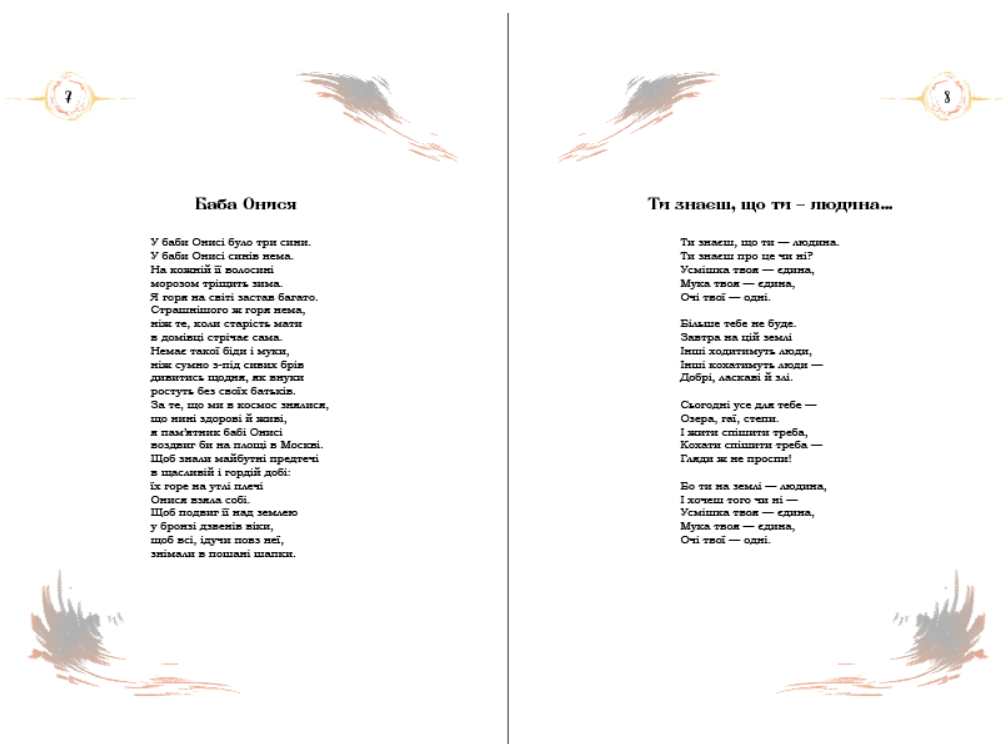 7
Баба Онися
У баби Онисі було три сини.
У баби Онисі синів нема.
На кожній її волосині
морозом тріщить зима.
Я горя на світі застав багато.
Страшнішого ж горя нема,
ніж те, коли старість мати
в домівці стрічає сама.
Немає такої біди і муки,
ніж сумно з-під сивих брів
дивитись щодня, як внуки
ростуть без своїх батьків.
За те, що ми в космос знялися,
що нині здорові й живі,
я пам'ятник бабі Онисі
воздвиг би на площі в Москві.
Щоб знали майбутні предтечі
в щасливій і гордій добі:
їх горе на утлі плечі
Онися взяла собі.
Щоб подвиг її над землею
у бронзі дзвенів віки,
щоб всі, ідучи повз неї,
знімали в пошані шапки.
8
Ти знаєш, що ти – людина...
Ти знаєш, що ти — людина.
Ти знаєш про це чи ні?
Усмішка твоя — єдина,
Мука твоя — єдина,
Очі твої — одні.
Більше тебе не буде.
Завтра на цій землі
Інші ходитимуть люди,
Інші кохатимуть люди —
Добрі, ласкаві й злі.
Сьогодні усе для тебе —
Озера, гаї, степи.
І жити спішити треба,
Кохати спішити треба —
Гляди ж не проспи!
Бо ти на землі — людина,
І хочеш того чи ні —
Усмішка твоя — єдина,
Мука твоя — єдина,
Очі твої — одні.